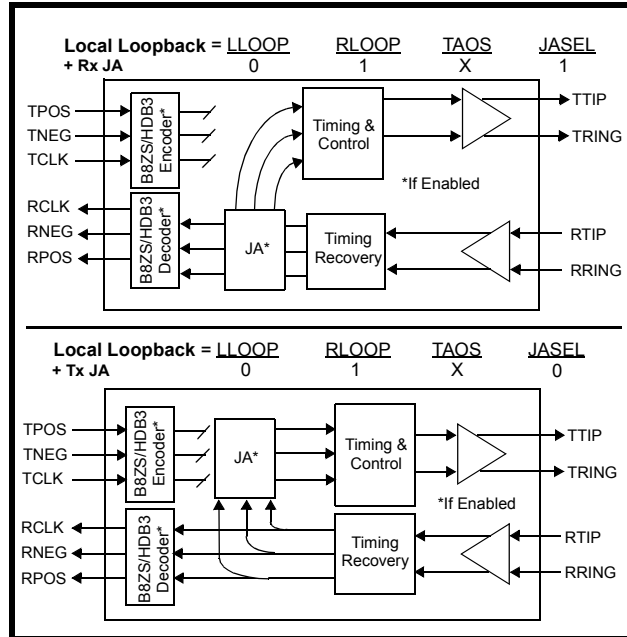 Local Loopback = LLOOP RLOOP TAOS JASEL
+ Rx JA 0 1 X 1
TPOS
TNEG
TCLK
B8ZS/HDB3
Encoder*
Timing &
Control
TTIP
TRING
*If Enabled
RCLK
RNEG
RPOS
B8ZS/HDB3
Decoder*
JA*
Timing
Recovery
RTIP
RRING
Local Loopback = LLOOP RLOOP TAOS JASEL
+ Tx JA 0 1 X 0
TPOS
TNEG
TCLK
B8ZS/HDB3
Encoder*
JA*
Timing &
Control
TTIP
TRING
*If Enabled
RCLK
RNEG
RPOS
B8ZS/HDB3
Decoder*
Timing
Recovery
RTIP
RRING